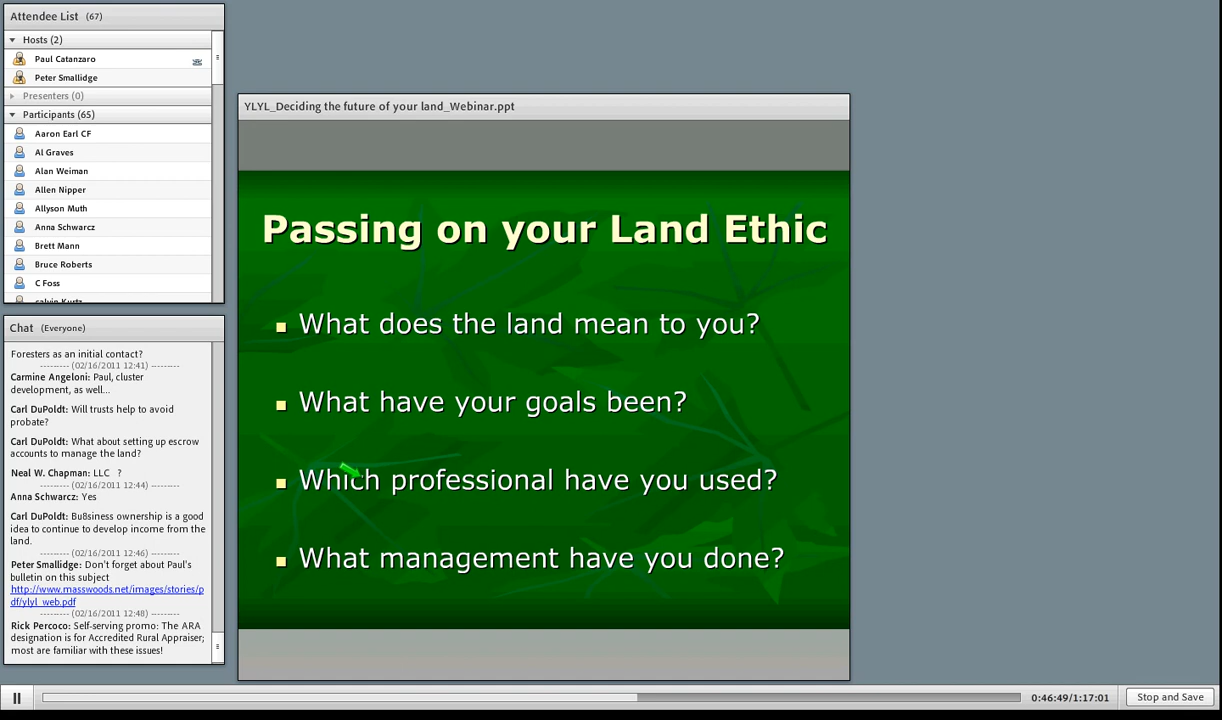 Attendee List (67)
Hosts (2)
Paul Catanzaro
Peter Smallidge
Presenters (0)
Participants (65)
Aaron Earl CF
Al Graves
Alan Weiman
Allen Nipper
Allyson Muth
Anna Schwarcz
Brett Mann
Bruce Roberts
C Foss
calvin Kurtz
Chat (Everyone)
Foresters as an initial contact?
--------- (02/16/2011 12:41) ---------
Carmine Angeloni: Paul, cluster
development, as well...
Carl DuPoldt: Will trusts help to avoid
probate?
Carl DuPoldt: What about setting up escrow
accounts to manage the land?
Neal W. Chapman: LLC ?
--------- (02/16/2011 12:44) ---------
Anna Schwarcz: Yes
Carl DuPoldt: Bu8siness ownership is a good
idea to continue to develop income from the
land.
--------- (02/16/2011 12:46) ---------
Peter Smallidge: Don't forget about Paul's
bulletin on this subject
http://www.masswoods.net/images/stories/p
df/ylyl_web.pdf
--------- (02/16/2011 12:48) ---------
Rick Percoco: Self-serving promo: The ARA
designation is for Accredited Rural Appraiser;
most are familiar with these issues!
YLYL_Deciding the future of your land_Webinar.ppt
Passing on your Land Ethic
What does the land mean to you?
What have your goals been?
Which professional have you used?
What management have you done?
0:46:49/1:17:01
Stop and Save